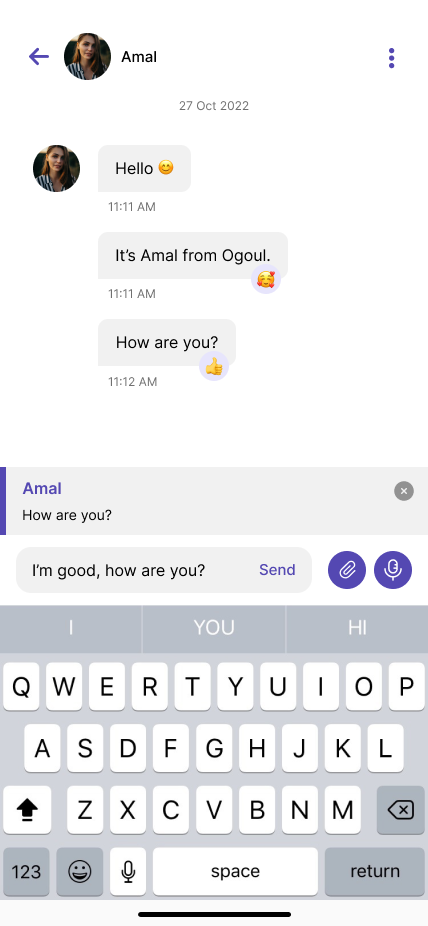 Amal
27 Oct 2022
Hello 😊
11:11 AM
It’s Amal from Ogoul.
🥰
11:11 AM
How are you?
👍
11:12 AM
Amal
How are you?
I’m good, how are you? Send
I YOU HI
Q W E R T Y U I O P
A S D F G H J K L
Z X C V B N M
123 space return